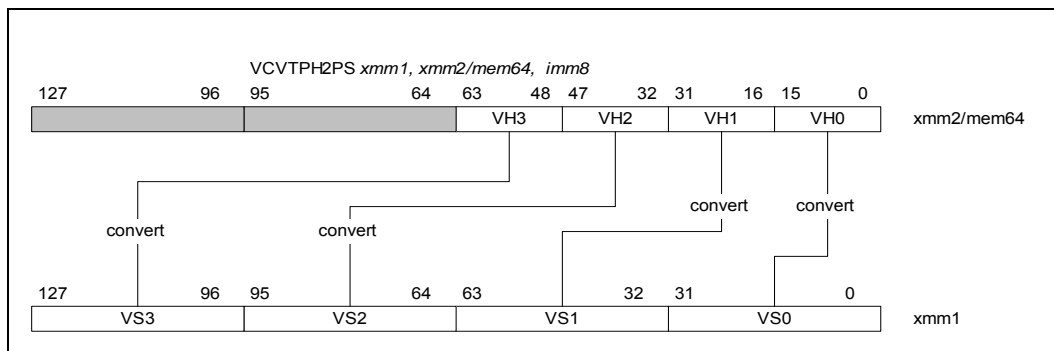 VCVTPH2PS xmm1, xmm2/mem64, imm8
127 96 95 64 63 48 47 32 31 16 15 0
VH3 VH2 VH1 VH0 xmm2/mem64
convert convert
convert convert
127 96 95 64 63 32 31 0
VS3 VS2 VS1 VS0 xmm1